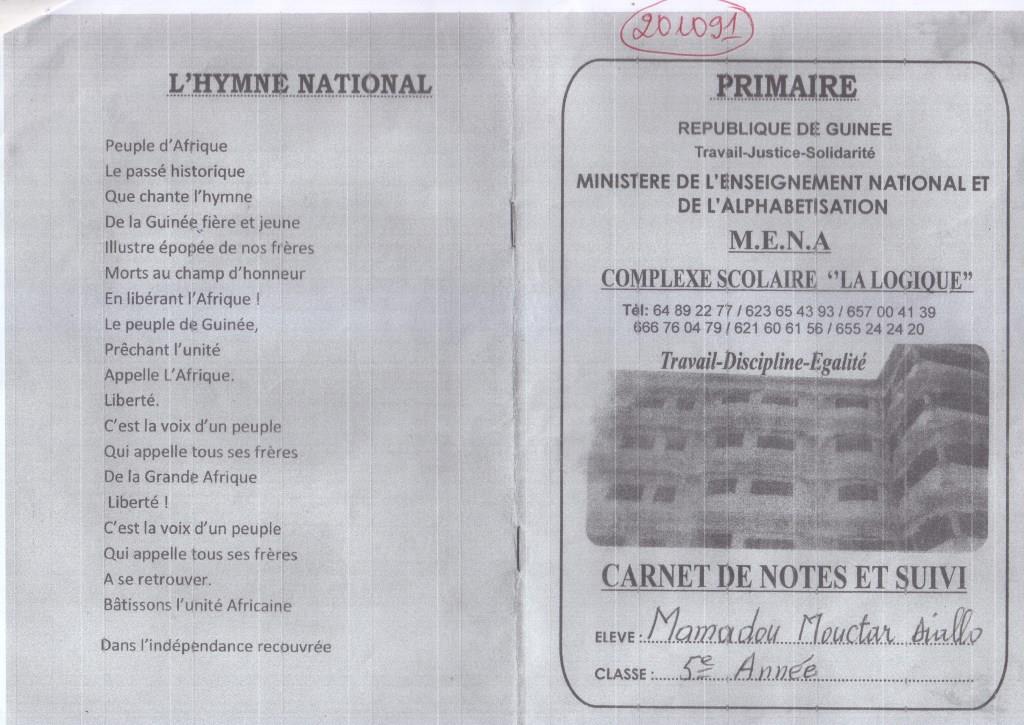 L'HYMNE NATIONAL
Peuple d'Afrique
Le passé historique
Que chante l'hymne
De la Guinée fière et jeune
Illustre épopée de nos frères
Morts au champ d'honneur
En libérant l'Afrique !
Le peuple de Guinée,
Prêchant l'unité
Appelle L'Afrique.
Liberté.
C'est la voix d'un peuple
Qui appelle tous ses frères
De la Grande Afrique
Liberté !
C'est la voix d'un peuple
Qui appelle tous ses frères
A se retrouver.
Bâtissons l'unité Africaine
Dans l'indépendance recouvrée
201091
PRIMAIRE
REPUBLIQUE DE GUINEE
Travail-Justice-Solidarité
MINISTERE DE L'ENSEIGNEMENT NATIONAL ET
DE L'ALPHABETISATION
M.E.N.A
COMPLEXE SCOLAIRE ‘’LA LOGIQUE”
Tèl: 64 89 22 77 / 623 65 43 93 / 657 00 41 39
666 76 04 79 / 621 60 61 56 / 655 24 24 20
Travail-Discipline-Egalité
CARNET DE NOTES ET SUIVI
ELEVE : Mamadou Mouctar Diallo
CLASSE : 5e Année